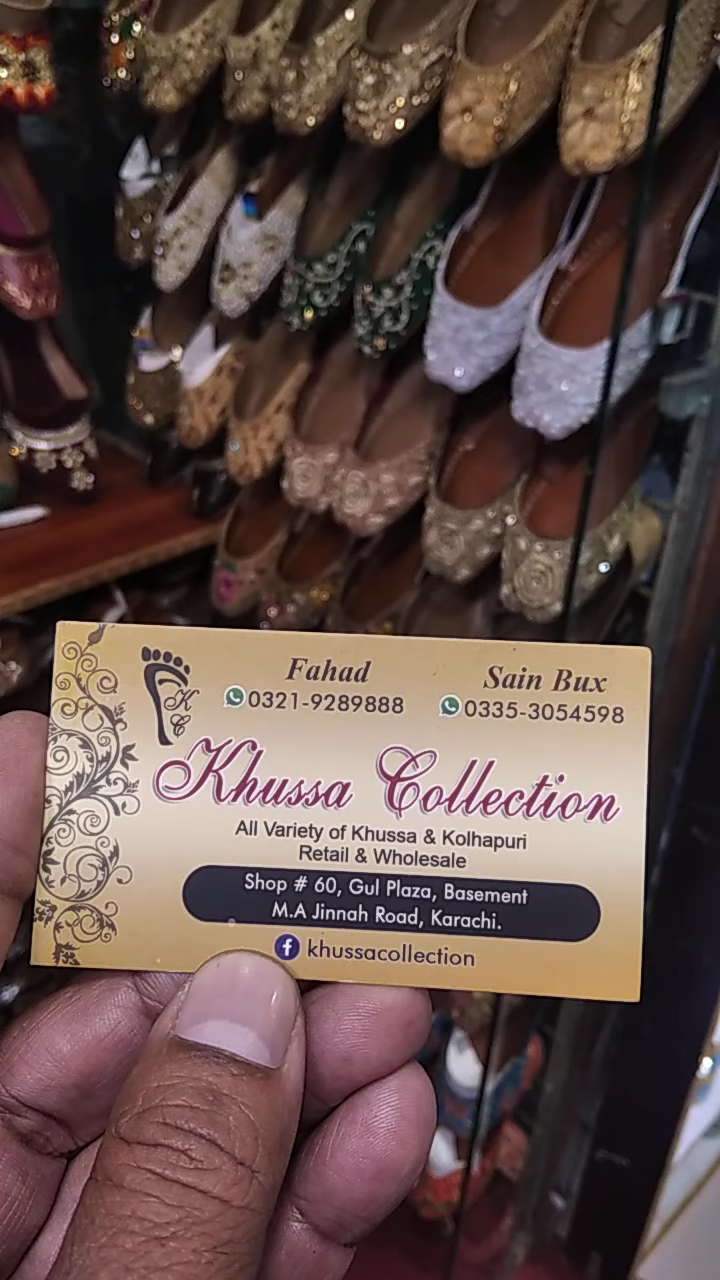 K
C
Fahad
0321-9289888
Sain Bux
0335-3054598
Khussa Collection
All Variety of Khussa & Kolhapuri
Retail & Wholesale
Shop # 60, Gul Plaza, Basement
M.A Jinnah Road, Karachi.
f khussacollection